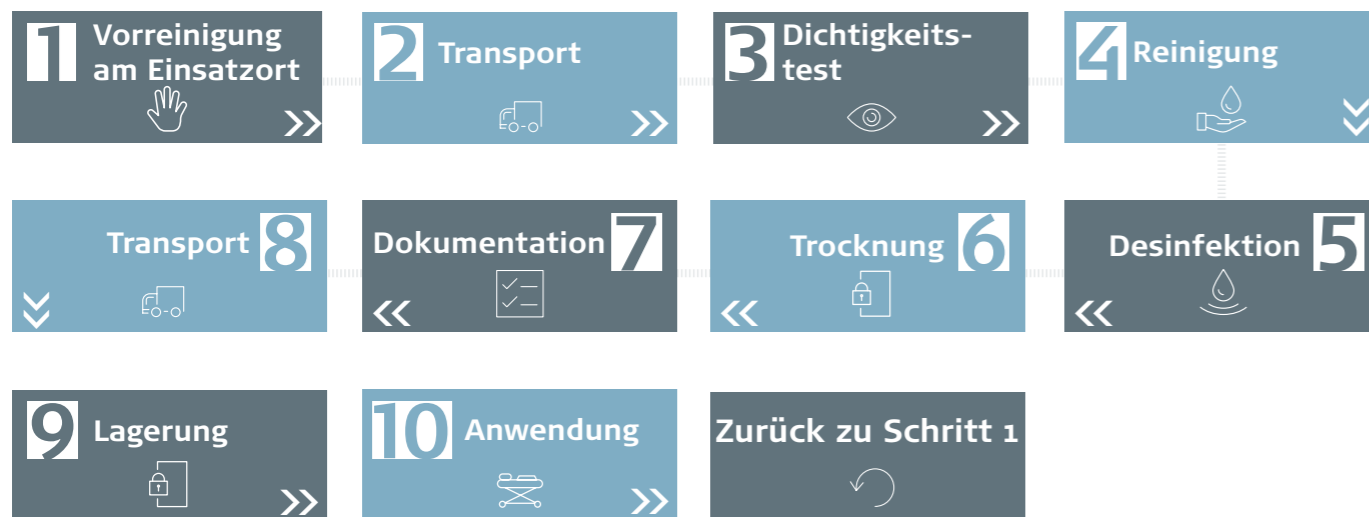 1 Vorreinigung
am Einsatzort
2 Transport
3 Dichtigkeits-
test
4 Reinigung
5 Desinfektion
6 Trocknung
7 Dokumentation
8 Transport
9 Lagerung
10 Anwendung
Zurück zu Schritt 1